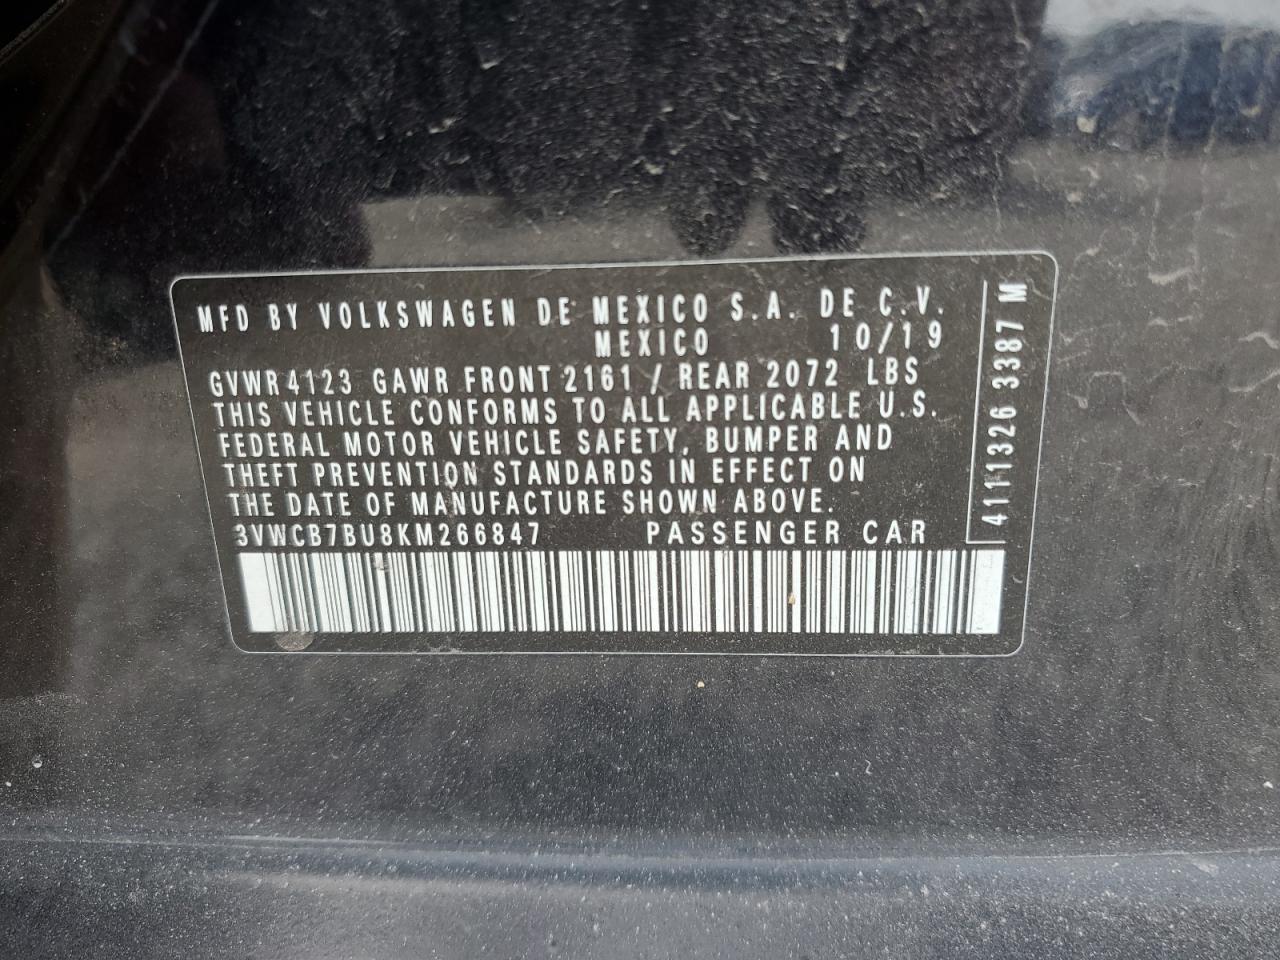 MFD BY VOLKSWAGEN DE MEXICO S.A. DE C.V.
MEXICO 10/19
GVWR 4123 GAWR FRONT 2161 / REAR 2072 LBS
THIS VEHICLE CONFORMS TO ALL APPLICABLE U.S.
FEDERAL MOTOR VEHICLE SAFETY, BUMPER AND
THEFT PREVENTION STANDARDS IN EFFECT ON
THE DATE OF MANUFACTURE SHOWN ABOVE.
3VWCB7BU8KM266847 PASSENGER CAR
4111326 3387 M